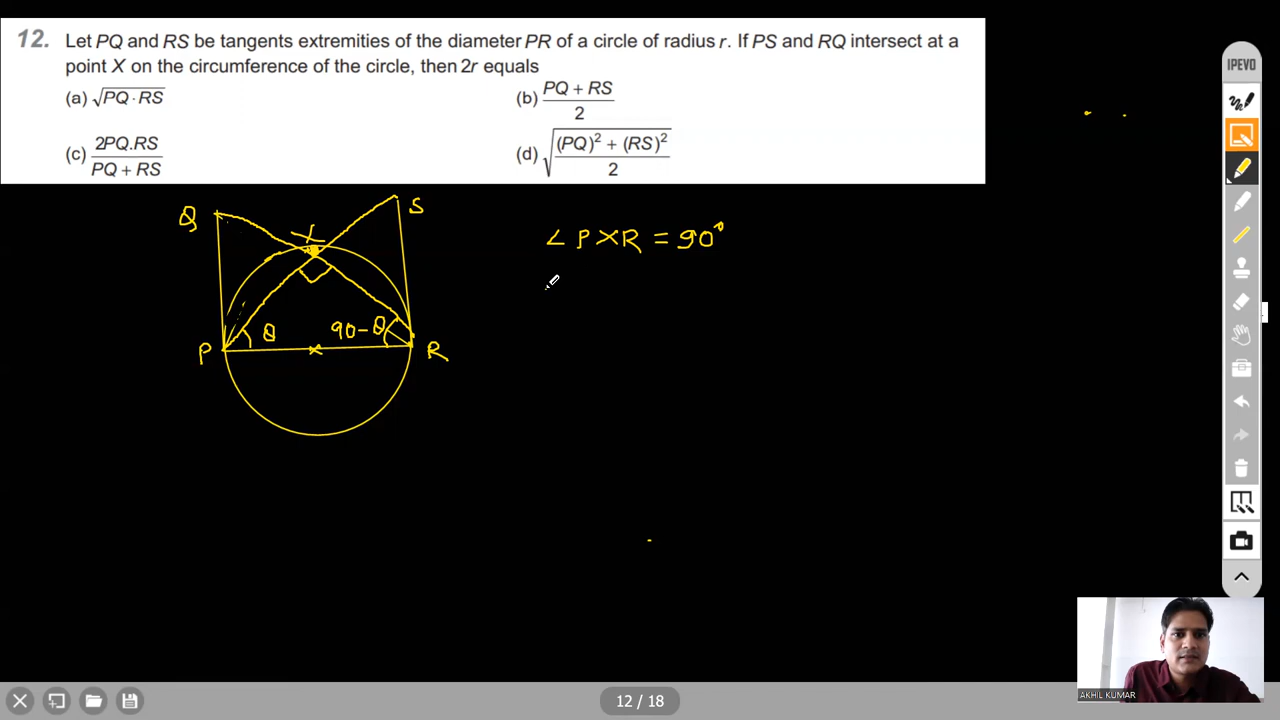 12. Let PQ and RS be tangents extremities of the diameter PR of a circle of radius r. If PS and RQ intersect at a
point X on the circumference of the circle, then 2r equals
(a) √PQ · RS
(b) PQ + RS / 2
(c) 2PQ.RS / PQ + RS
(d) √(PQ)² + (RS)² / 2
IPEVO
Q
S
X
∠PXR = 90°
P
θ
90-θ
R
12 / 18
AKHIL KUMAR